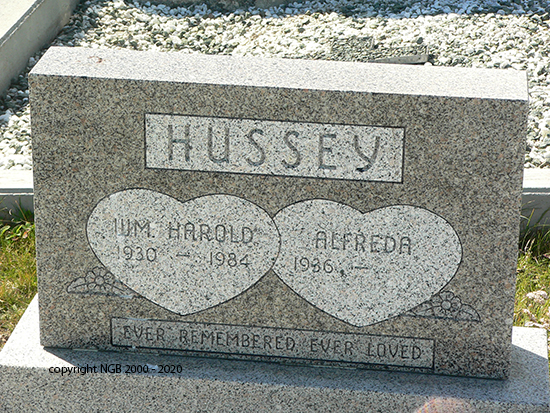 HUSSEY
WM. HAROLD
1930 - 1984
ALFREDA
1936 -
EVER REMEMBERED, EVER LOVED
copyright NGB 2000 - 2020